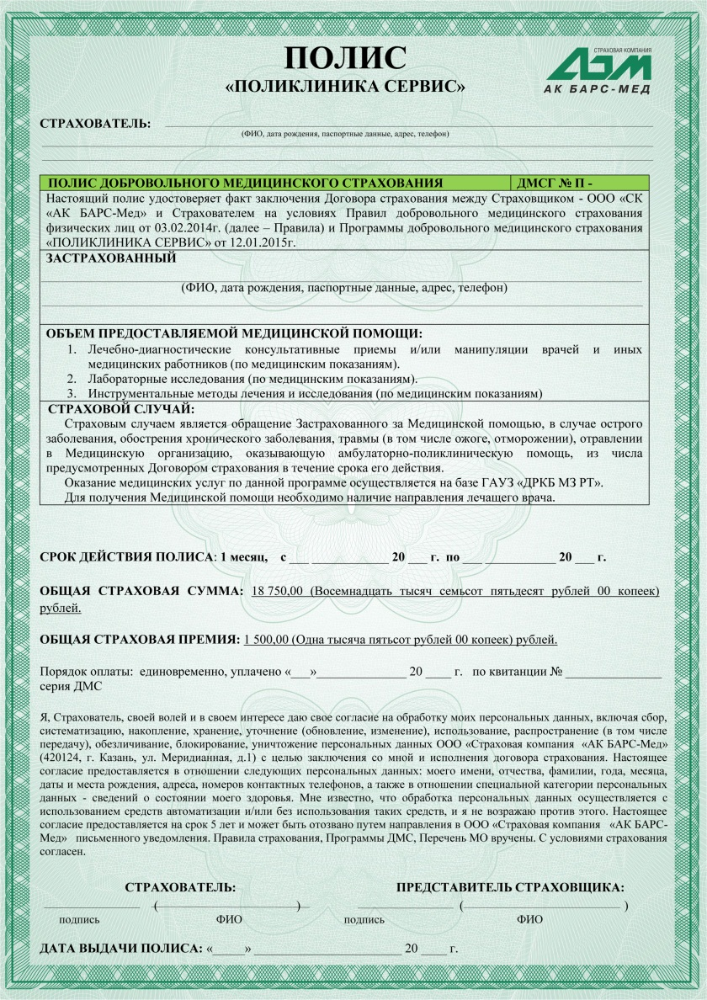 ПОЛИС
«ПОЛИКЛИНИКА СЕРВИС»
СТРАХОВАЯ КОМПАНИЯ
АК БАРС-МЕД
СТРАХОВАТЕЛЬ:
(ФИО, дата рождения, паспортные данные, адрес, телефон)
ПОЛИС ДОБРОВОЛЬНОГО МЕДИЦИНСКОГО СТРАХОВАНИЯ ДМСГ № П -
Настоящий полис удостоверяет факт заключения Договора страхования между Страховщиком - ООО «СК
«АК БАРС-Мед» и Страхователем на условиях Правил добровольного медицинского страхования
физических лиц от 03.02.2014г. (далее – Правила) и Программы добровольного медицинского страхования
«ПОЛИКЛИНИКА СЕРВИС» от 12.01.2015г.
ЗАСТРАХОВАННЫЙ
(ФИО, дата рождения, паспортные данные, адрес, телефон)
ОБЪЕМ ПРЕДОСТАВЛЯЕМОЙ МЕДИЦИНСКОЙ ПОМОЩИ:
1. Лечебно-диагностические консультативные приемы и/или манипуляции врачей и иных
медицинских работников (по медицинским показаниям).
2. Лабораторные исследования (по медицинским показаниям).
3. Инструментальные методы лечения и исследования (по медицинским показаниям)
СТРАХОВОЙ СЛУЧАЙ:
Страховым случаем является обращение Застрахованного за Медицинской помощью, в случае острого
заболевания, обострения хронического заболевания, травмы (в том числе ожоге, отморожении), отравлении
в Медицинскую организацию, оказывающую амбулаторно-поликлиническую помощь, из числа
предусмотренных Договором страхования в течение срока его действия.
Оказание медицинских услуг по данной программе осуществляется на базе ГАУЗ «ДРКБ МЗ РТ».
Для получения Медицинской помощи необходимо наличие направления лечащего врача.
СРОК ДЕЙСТВИЯ ПОЛИСА: 1 месяц, с ___ ____________ 20 ___ г. по ___ ___________ 20 ___ г.
ОБЩАЯ СТРАХОВАЯ СУММА: 18 750,00 (Восемнадцать тысяч семьсот пятьдесят рублей 00 копеек)
рублей.
ОБЩАЯ СТРАХОВАЯ ПРЕМИЯ: 1 500,00 (Одна тысяча пятьсот рублей 00 копеек) рублей.
Порядок оплаты: единовременно, уплачено «___»______________ 20 ____ г. по квитанции № _______________
серия ДМС
Я, Страхователь, своей волей и в своем интересе даю свое согласие на обработку моих персональных данных, включая сбор,
систематизацию, накопление, хранение, уточнение (обновление, изменение), использование, распространение (в том числе
передачу), обезличивание, блокирование, уничтожение персональных данных ООО «Страховая компания «АК БАРС-Мед»
(420124, г. Казань, ул. Меридианная, д.1) с целью заключения со мной и исполнения договора страхования. Настоящее
согласие предоставляется в отношении следующих персональных данных: моего имени, отчества, фамилии, года, месяца,
даты и места рождения, адреса, номеров контактных телефонов, а также в отношении специальной категории персональных
данных - сведений о состоянии моего здоровья. Мне известно, что обработка персональных данных осуществляется с
использованием средств автоматизации и/или без использования таких средств, и я не возражаю против этого. Настоящее
согласие предоставляется на срок 5 лет и может быть отозвано путем направления в ООО «Страховая компания «АК БАРС-
Мед» письменного уведомления. Правила страхования, Программы ДМС, Перечень МО вручены. С условиями страхования
согласен.
СТРАХОВАТЕЛЬ: ПРЕДСТАВИТЕЛЬ СТРАХОВЩИКА:
_______________ (______________________) _______________ (_________________________)
подпись ФИО подпись ФИО
ДАТА ВЫДАЧИ ПОЛИСА: «_____» _______________________ 20 ____ г.